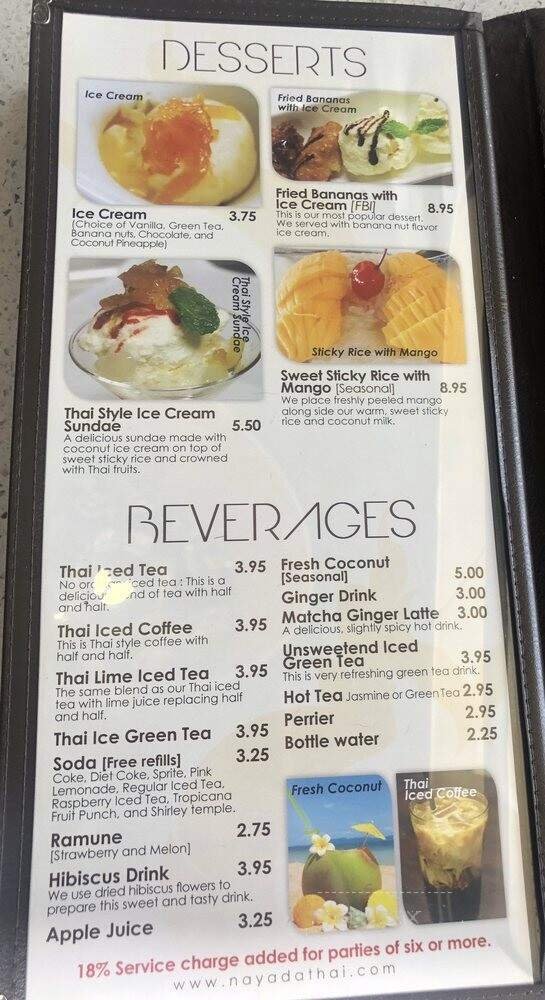 DESSERTS
Ice Cream
Ice Cream 3.75
(Choice of Vanilla, Green Tea,
Banana nuts, Chocolate, and
Coconut Pineapple)
Fried Bananas
with Ice Cream
Fried Bananas with
Ice Cream [FBI] 8.95
This is our most popular dessert.
We served with banana nut flavor
ice cream.
Thai Style Ice
Cream Sundae
Thai Style Ice Cream
Sundae 5.50
A delicious sundae made with
coconut ice cream on top of
sweet sticky rice and crowned
with Thai fruits.
Sticky Rice with Mango
Sweet Sticky Rice with
Mango [Seasonal] 8.95
We place freshly peeled mango
along side our warm, sweet sticky
rice and coconut milk.
BEVERAGES
Thai Iced Tea 3.95
No iced tea : This is a
delicious of tea with half
and half.
Thai Iced Coffee 3.95
This is Thai style coffee with
half and half.
Thai Lime Iced Tea 3.95
The same blend as our Thai iced
tea with lime juice replacing half
and half.
Thai Ice Green Tea 3.95
Soda [Free refills] 3.25
Coke, Diet Coke, Sprite, Pink
Lemonade, Regular Iced Tea,
Raspberry Iced Tea, Tropicana
Fruit Punch, and Shirley temple.
Ramune 2.75
[Strawberry and Melon]
Hibiscus Drink 3.95
We use dried hibiscus flowers to
prepare this sweet and tasty drink.
Apple Juice 3.25
Fresh Coconut
[Seasonal] 5.00
Ginger Drink 3.00
Matcha Ginger Latte 3.00
A delicious, slightly spicy hot drink.
Unsweetend Iced
Green Tea 3.95
This is very refreshing green tea drink.
Hot Tea Jasmine or Green Tea 2.95
Perrier 2.95
Bottle water 2.25
Fresh Coconut
Thai
Iced Coffee
18% Service charge added for parties of six or more.
www.nayadathai.com